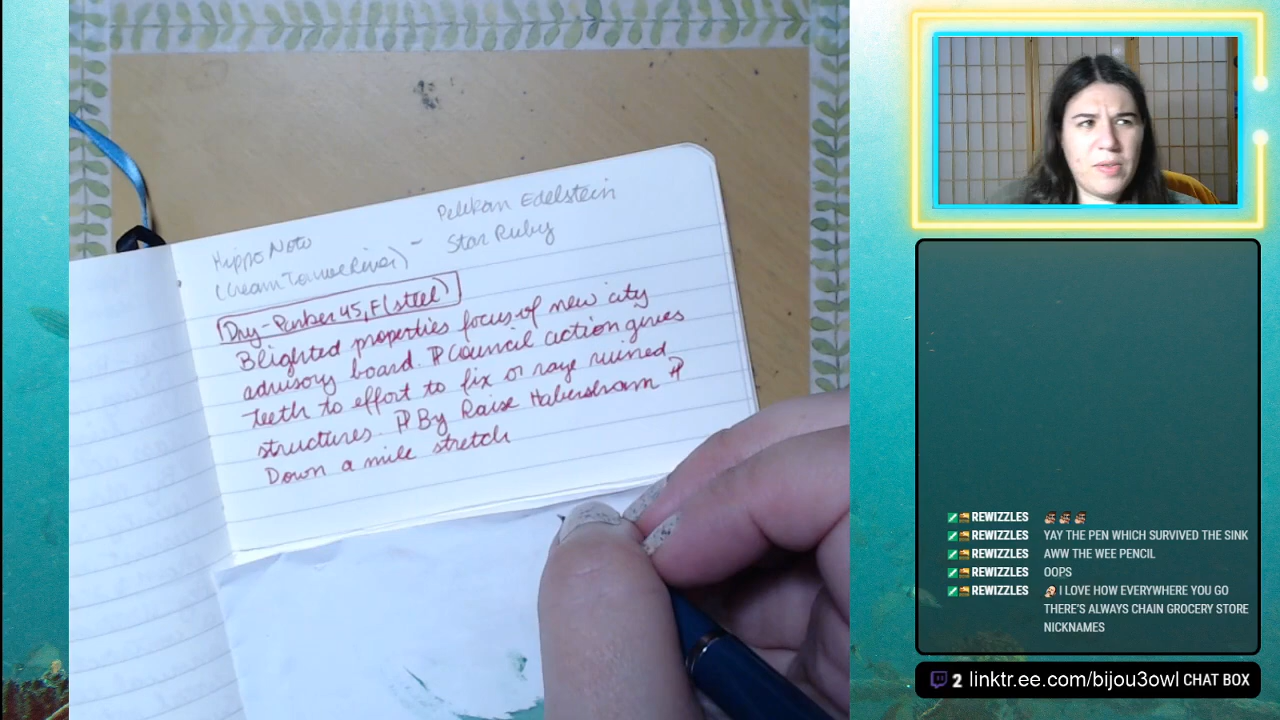 Hippo Noto
Pelikan Edelstein
(Cream Tomoe River) - Star Ruby
Dry - Parker 45, F (steel)
Blighted properties focus of new city
advisory board. ¶ Council action gives
teeth to effort to fix or raze ruined
structures. ¶ By Raise Habersham ¶
Down a mile stretch
REWIZZLES
REWIZZLES YAY THE PEN WHICH SURVIVED THE SINK
REWIZZLES AWW THE WEE PENCIL
REWIZZLES OOPS
REWIZZLES I LOVE HOW EVERYWHERE YOU GO
THERE'S ALWAYS CHAIN GROCERY STORE
NICKNAMES
2 linktr.ee.com/bijou3owl CHAT BOX